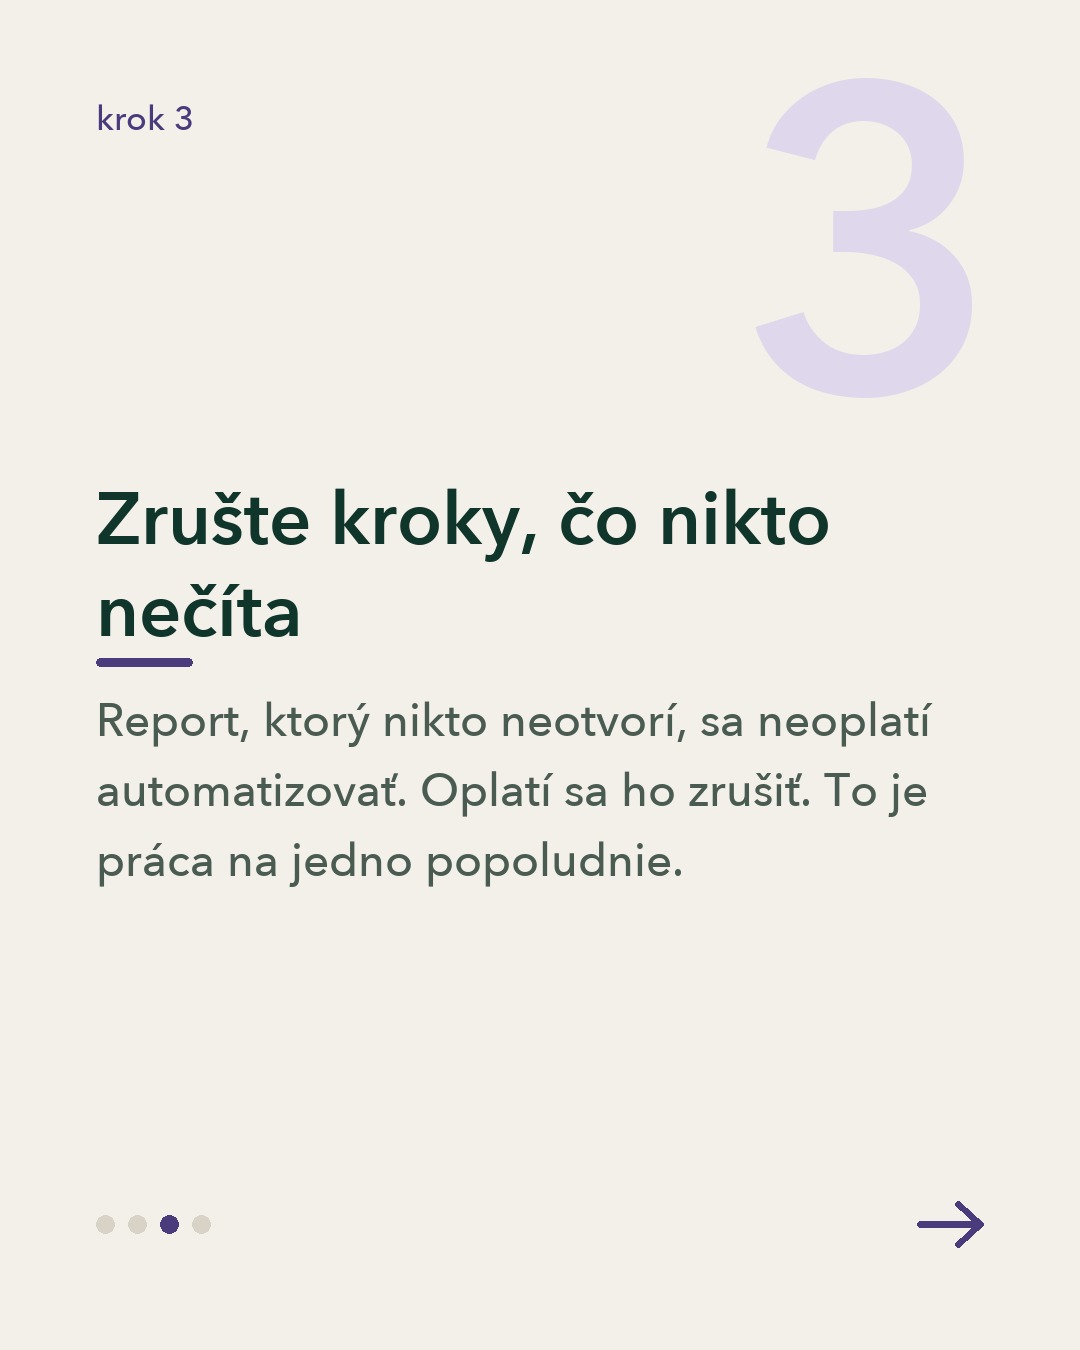 krok 3
3
Zrušte kroky, čo nikto
nečíta
Report, ktorý nikto neotvorí, sa neoplatí
automatizovať. Oplatí sa ho zrušiť. To je
práca na jedno popoludnie.